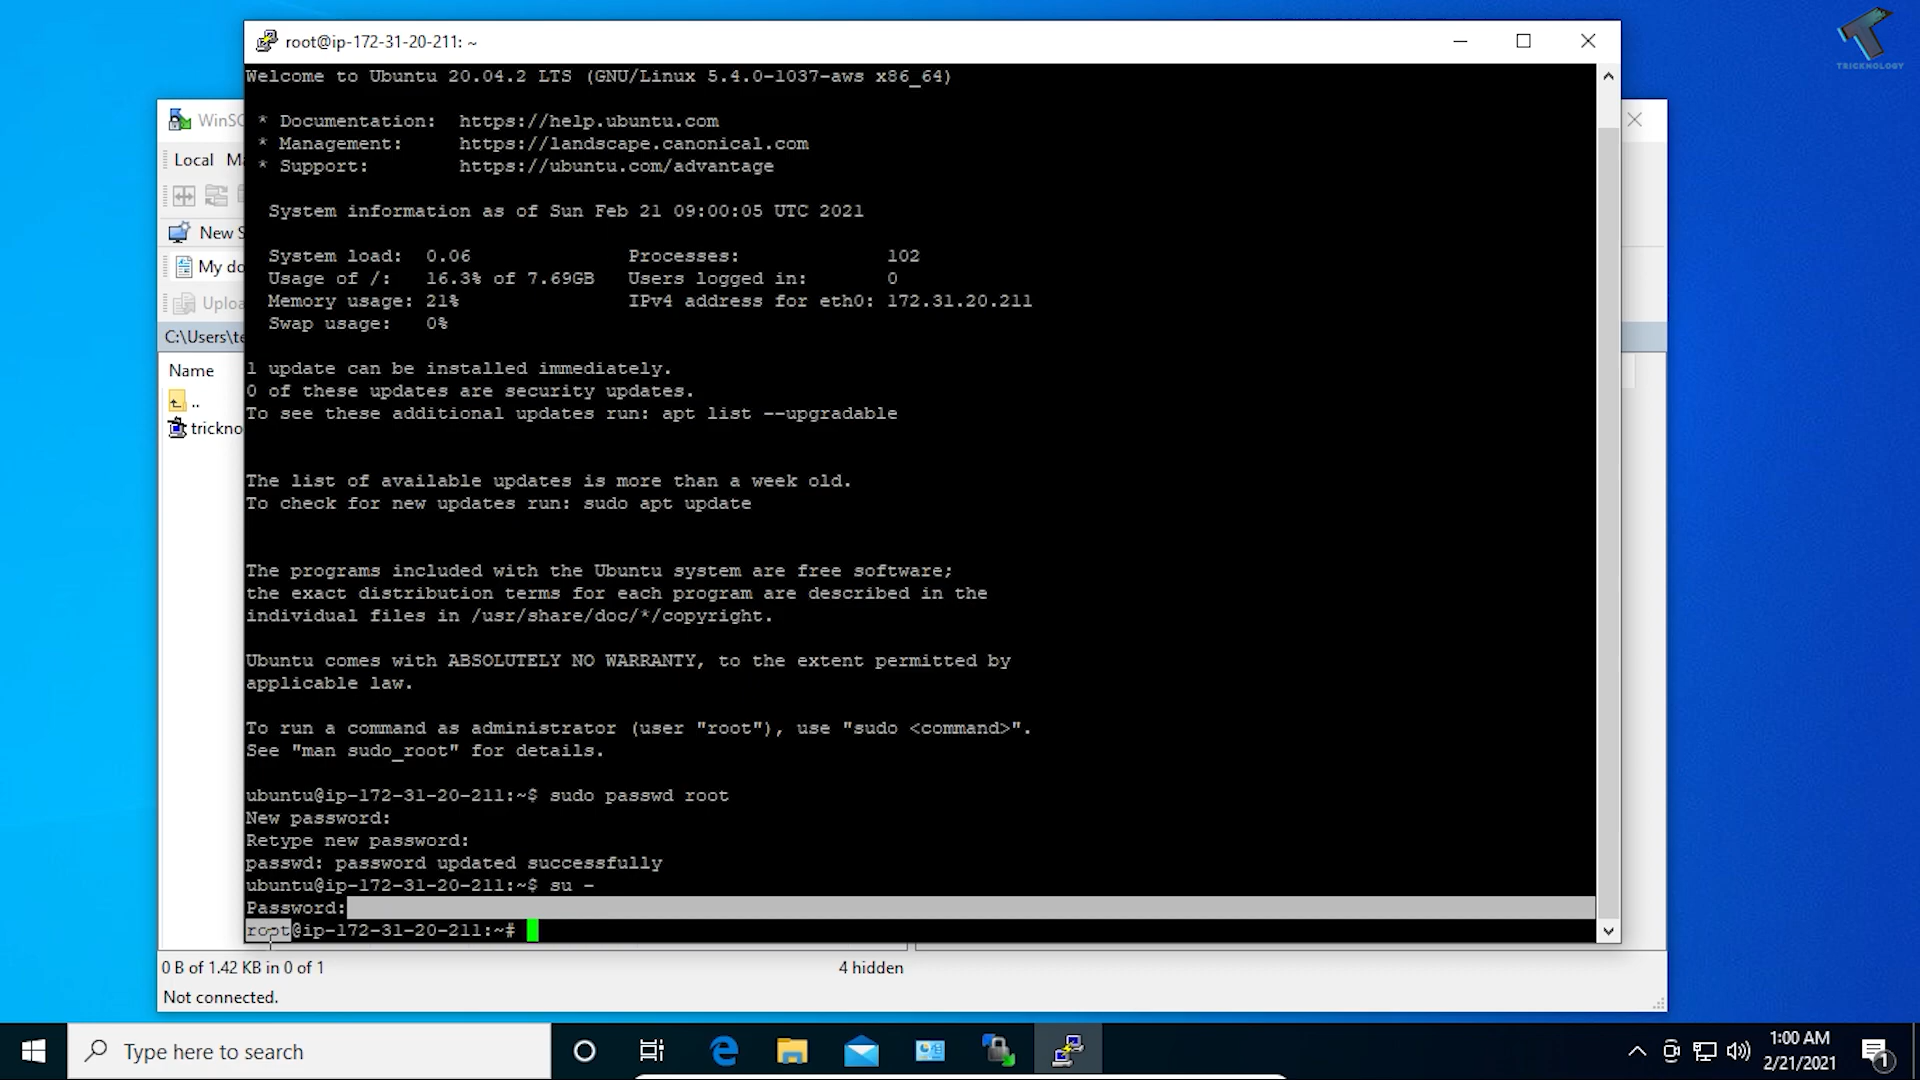 root@ip-172-31-20-211: ~
TRICKNOLOGY
Welcome to Ubuntu 20.04.2 LTS (GNU/Linux 5.4.0-1037-aws x86_64)
* Documentation: https://help.ubuntu.com
* Management: https://landscape.canonical.com
* Support: https://ubuntu.com/advantage
System information as of Sun Feb 21 09:00:05 UTC 2021
System load: 0.06 Processes: 102
Usage of /: 16.3% of 7.69GB Users logged in: 0
Memory usage: 21% IPv4 address for eth0: 172.31.20.211
Swap usage: 0%
1 update can be installed immediately.
0 of these updates are security updates.
To see these additional updates run: apt list --upgradable
The list of available updates is more than a week old.
To check for new updates run: sudo apt update
The programs included with the Ubuntu system are free software;
the exact distribution terms for each program are described in the
individual files in /usr/share/doc/*/copyright.
Ubuntu comes with ABSOLUTELY NO WARRANTY, to the extent permitted by
applicable law.
To run a command as administrator (user "root"), use "sudo <command>".
See "man sudo_root" for details.
ubuntu@ip-172-31-20-211:~$ sudo passwd root
New password:
Retype new password:
passwd: password updated successfully
ubuntu@ip-172-31-20-211:~$ su -
Password:
root@ip-172-31-20-211:~#
WinSC
Local Ma
New S
My do
Uploa
C:\Users\te
Name
..
trickno
0 B of 1.42 KB in 0 of 1
4 hidden
Not connected.
Type here to search
1:00 AM
2/21/2021
1